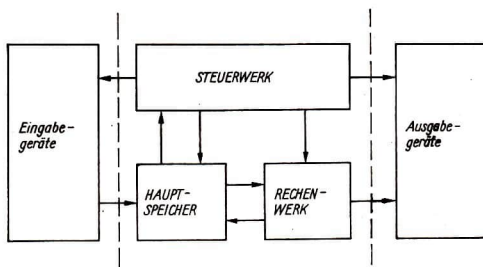 STEUERWERK
Eingabe-
geräte
Ausgabe-
geräte
HAUPT-
SPEICHER
RECHEN-
WERK